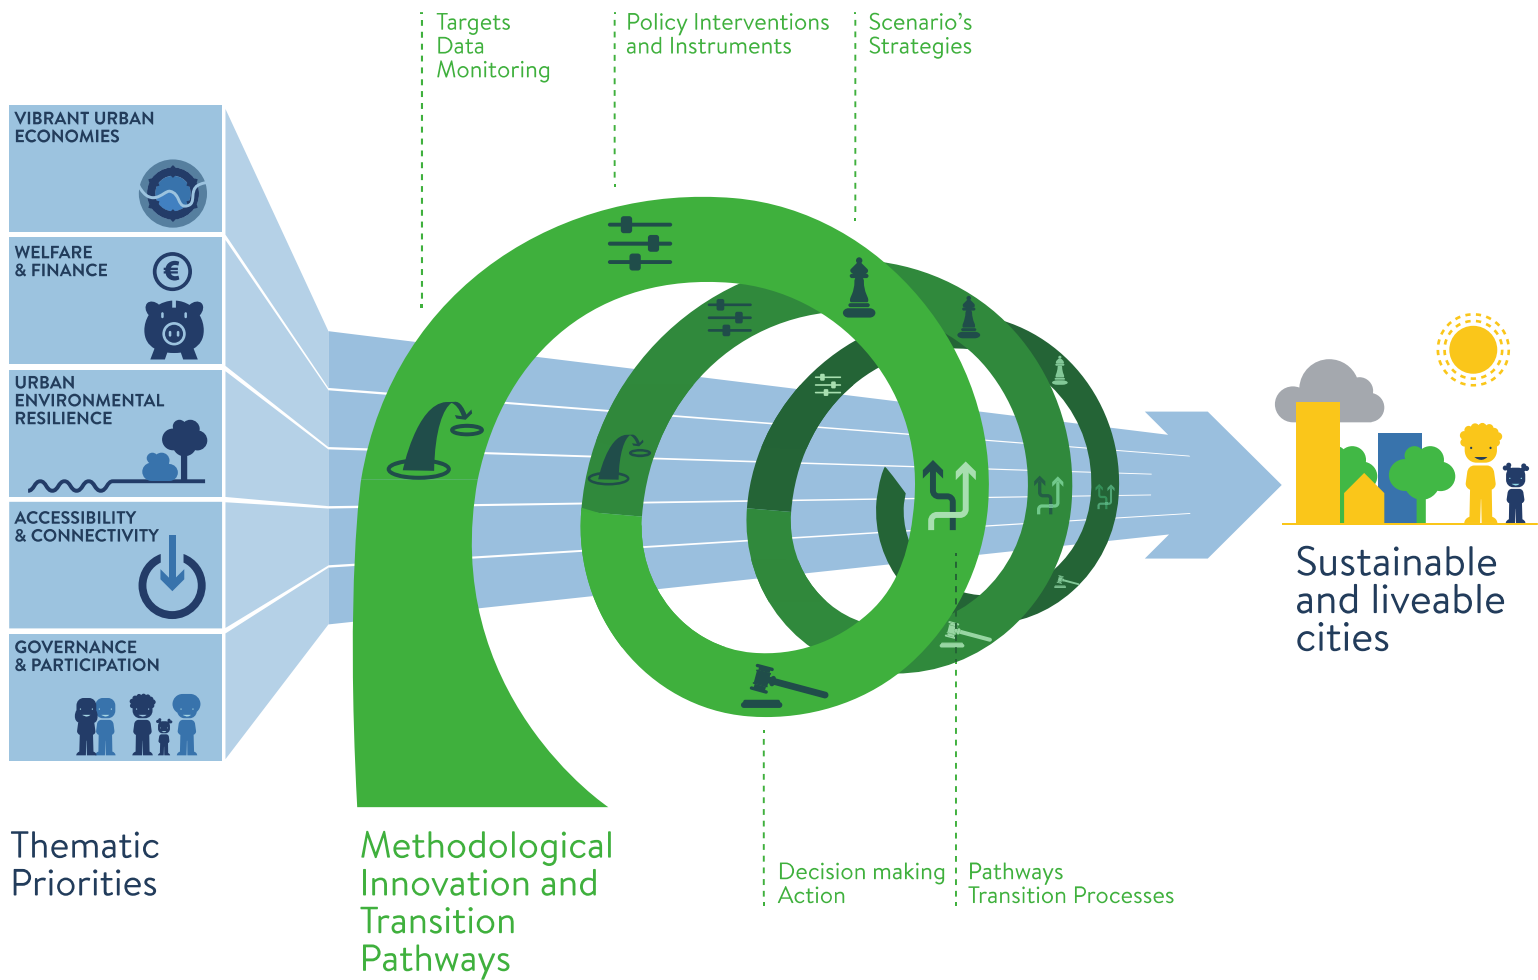 Targets
Data
Monitoring
Policy Interventions
and Instruments
Scenario's
Strategies
VIBRANT URBAN
ECONOMIES
WELFARE
& FINANCE
€
URBAN
ENVIRONMENTAL
RESILIENCE
ACCESSIBILITY
& CONNECTIVITY
GOVERNANCE
& PARTICIPATION
Sustainable
and liveable
cities
Thematic
Priorities
Methodological
Innovation and
Transition
Pathways
Decision making
Action
Pathways
Transition Processes